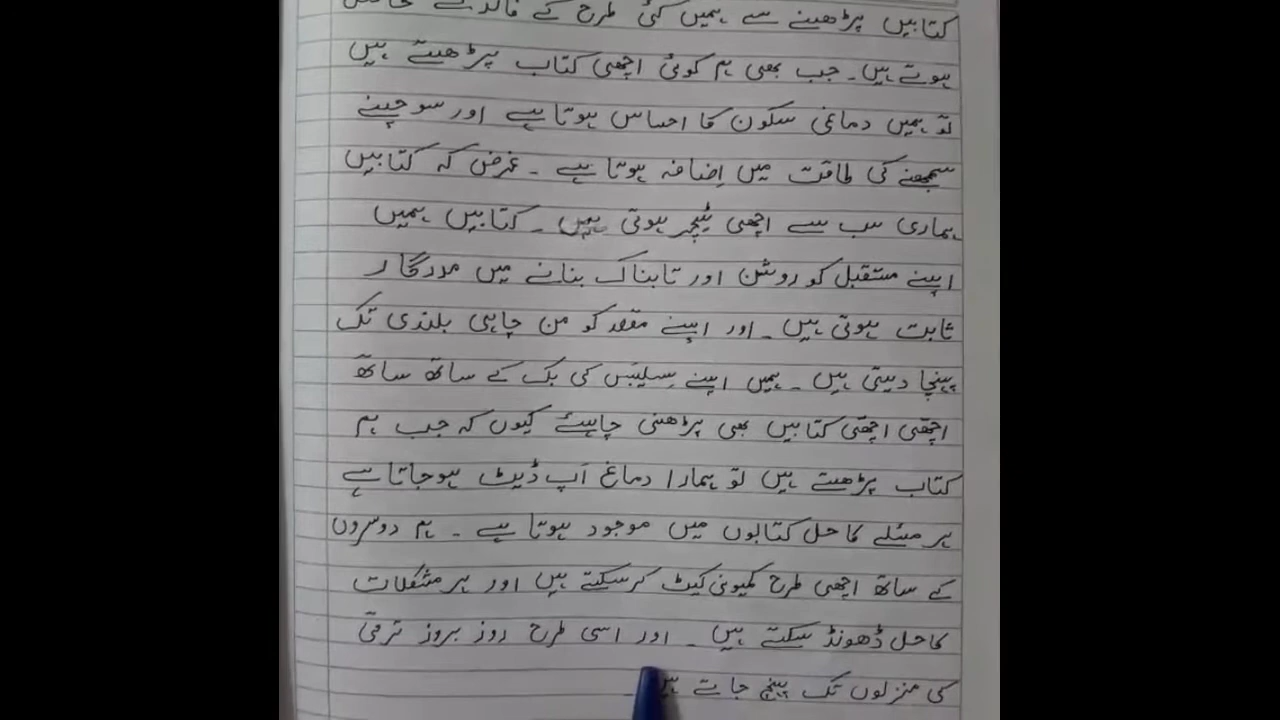 کتابیں پڑھنے سے ہمیں کئی طرح کے
ہوتے ہیں۔ جب بھی ہم کوئی اچھی کتاب پڑھتے ہیں
تو ہمیں دماغی سکون کا احساس ہوتا ہے اور سوچنے
سمجھنے کی طاقت میں اِضافہ ہوتا ہے ۔ غرض کہ کتابیں
ہماری سب سے اچھی ٹیچر ہوتی ہیں ۔ کتابیں ہمیں
اپنے مستقبل کو روشن اور تابناک بنانے میں مددگار
ثابت ہوتی ہیں ۔ اور اپنے مقصد کو من چاہی بلندی تک
پہنچا دیتی ہیں ۔ ہمیں اپنے سِلیبَس کی بک کے ساتھ ساتھ
اچھی اچھی کتابیں بھی پڑھنی چاہئے کیوں کہ جب ہم
کتاب پڑھتے ہیں تو ہمارا دماغ اَپ ڈیٹ ہوجاتا ہے
ہر مسئلے کا حل کتابوں میں موجود ہوتا ہے ۔ ہم دوسروں
کے ساتھ اچھی طرح کمیونی کیٹ کرسکتے ہیں اور ہر مشکلات
کا حل ڈھونڈ سکتے ہیں ۔ اور اسی طرح روز بروز ترقی
کی منزلوں تک پہنچ جاتے ہیں ۔